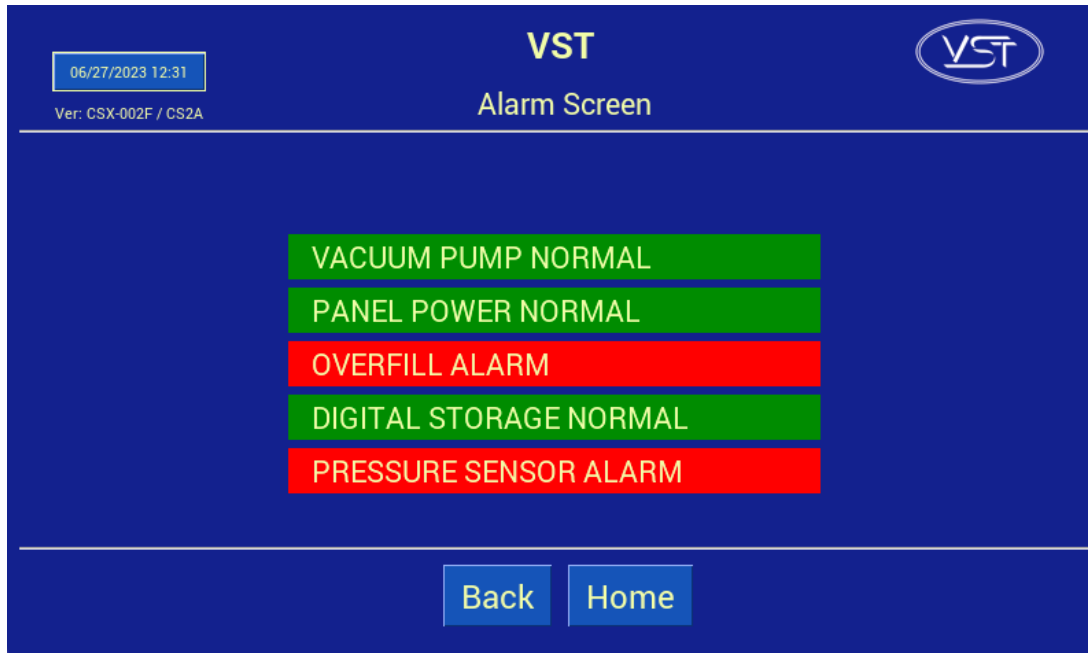 VST
06/27/2023 12:31
VST
Ver: CSX-002F / CS2A
Alarm Screen
VACUUM PUMP NORMAL
PANEL POWER NORMAL
OVERFILL ALARM
DIGITAL STORAGE NORMAL
PRESSURE SENSOR ALARM
Back
Home